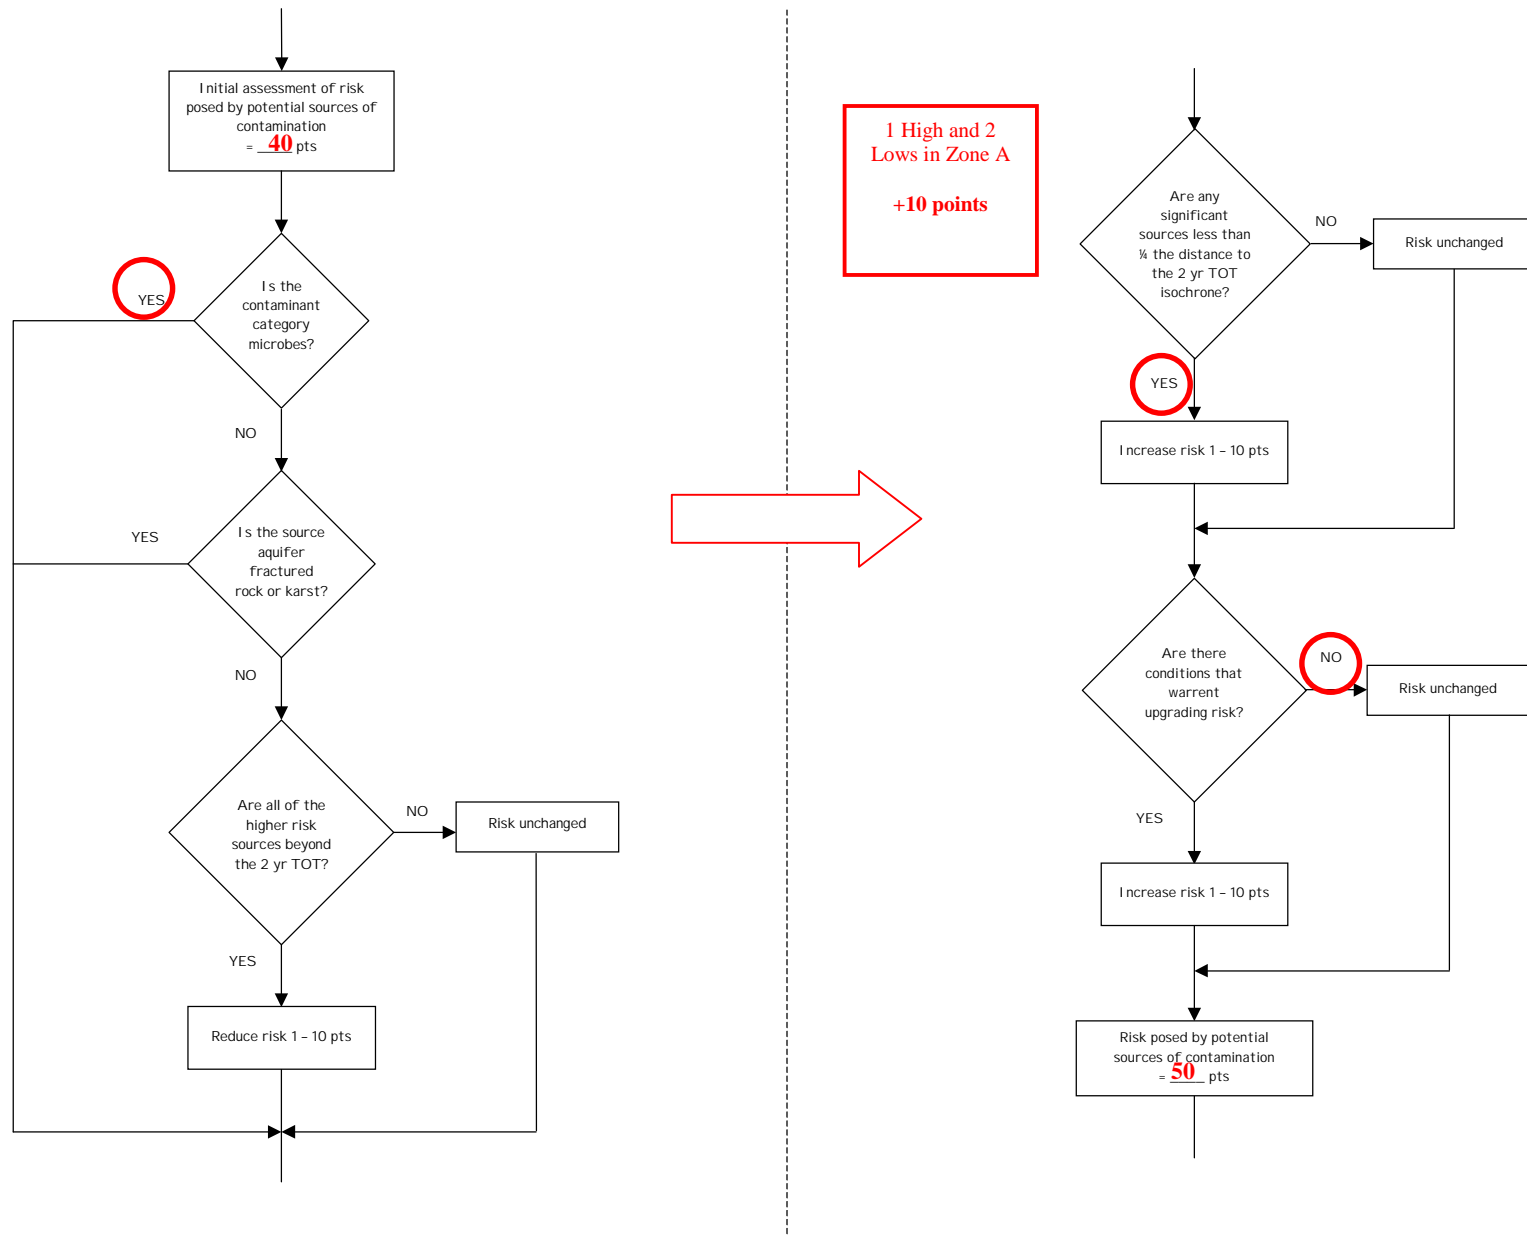 Initial assessment of risk
posed by potential sources of
contamination
= 40 pts
YES
Is the
contaminant
category
microbes?
NO
YES
Is the source
aquifer
fractured
rock or karst?
NO
Are all of the
higher risk
sources beyond
the 2 yr TOT?
NO
Risk unchanged
YES
Reduce risk 1 – 10 pts
1 High and 2
Lows in Zone A
+10 points
Are any
significant
sources less than
¼ the distance to
the 2 yr TOT
isochrone?
NO
Risk unchanged
YES
Increase risk 1 – 10 pts
Are there
conditions that
warrent
upgrading risk?
NO
Risk unchanged
YES
Increase risk 1 – 10 pts
Risk posed by potential
sources of contamination
= 50 pts